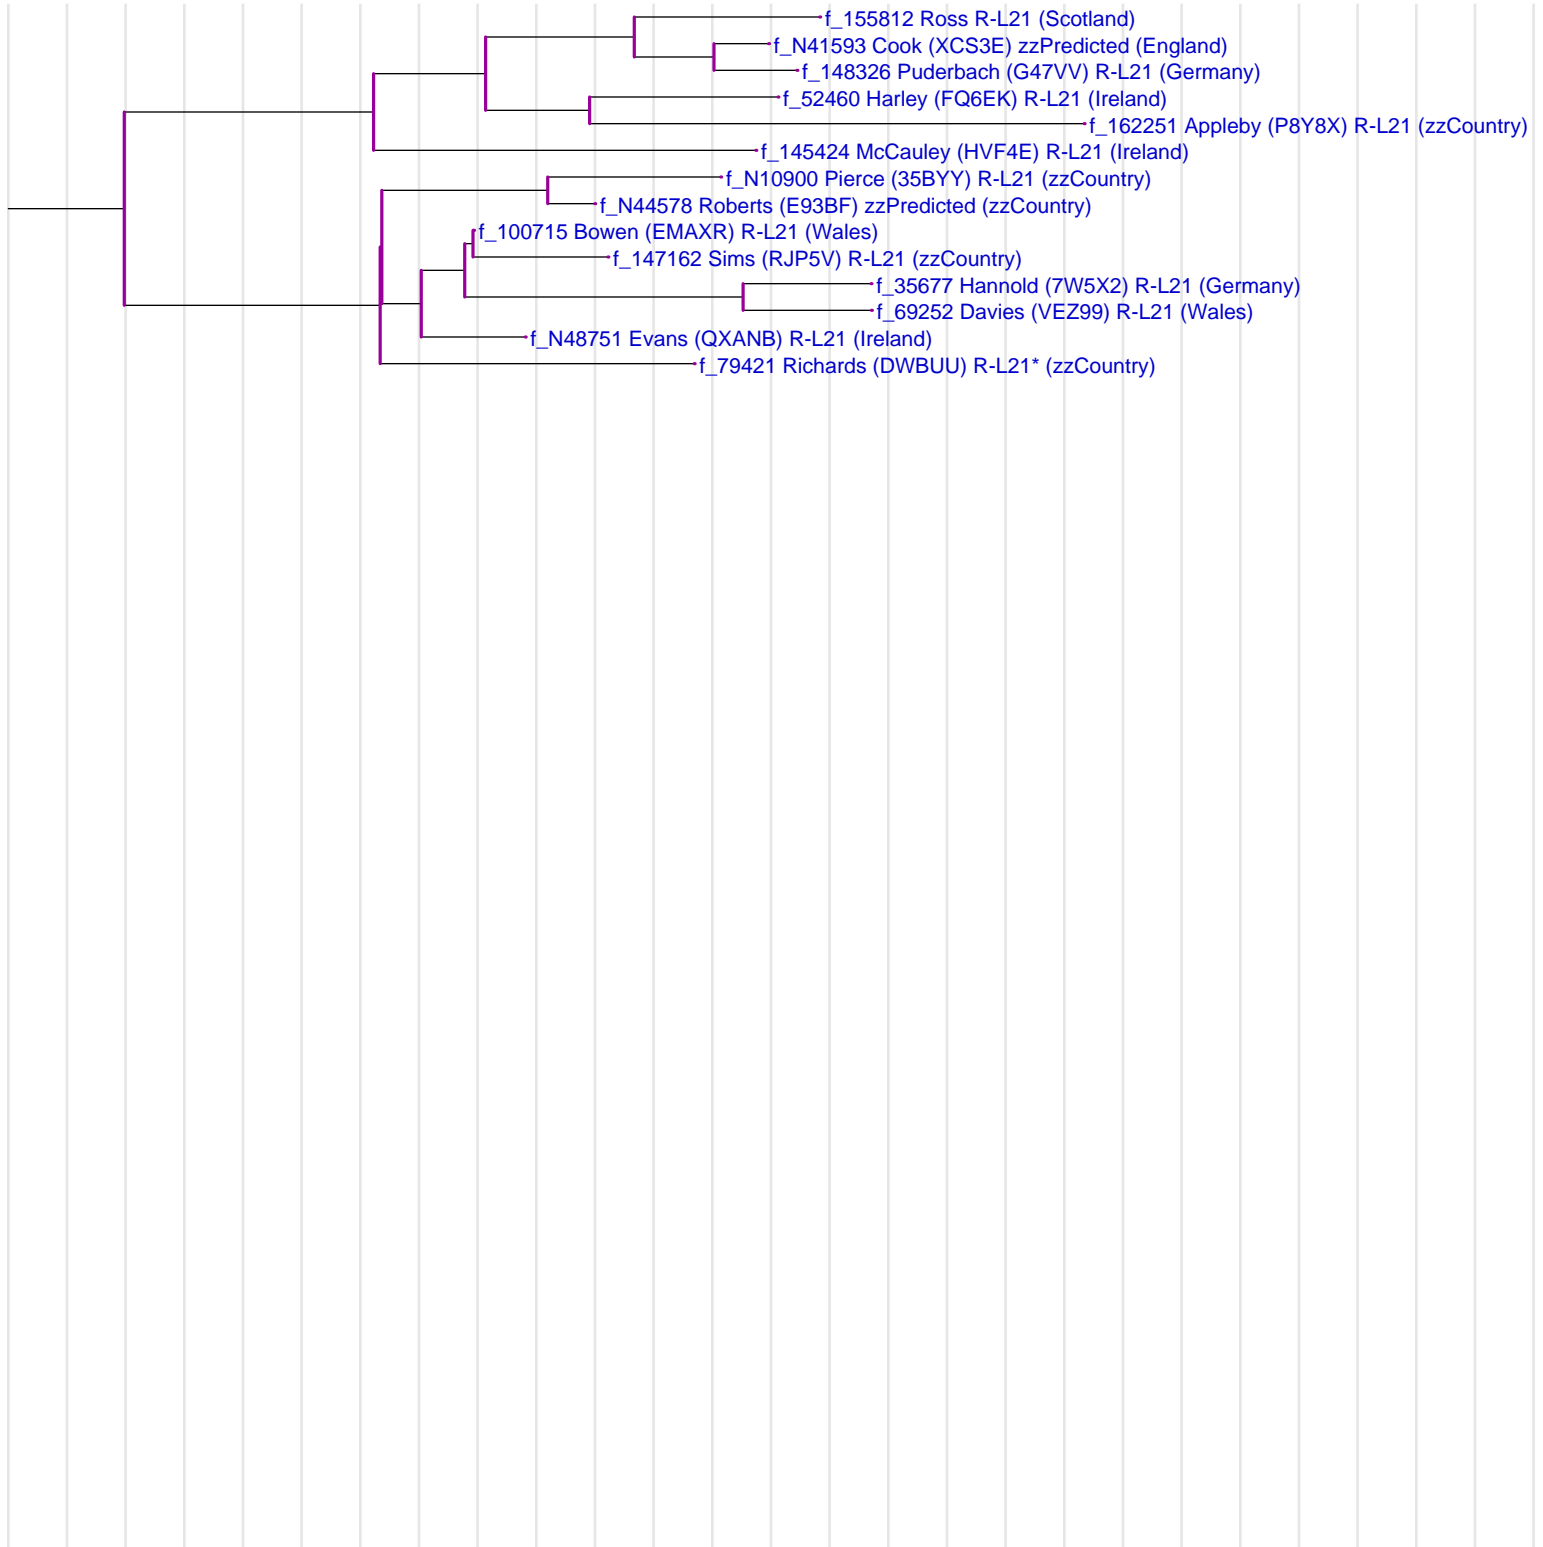 f_155812 Ross R-L21 (Scotland)
f_N41593 Cook (XCS3E) zzPredicted (England)
f_148326 Puderbach (G47VV) R-L21 (Germany)
f_52460 Harley (FQ6EK) R-L21 (Ireland)
f_162251 Appleby (P8Y8X) R-L21 (zzCountry)
f_145424 McCauley (HVF4E) R-L21 (Ireland)
f_N10900 Pierce (35BYY) R-L21 (zzCountry)
f_N44578 Roberts (E93BF) zzPredicted (zzCountry)
f_100715 Bowen (EMAXR) R-L21 (Wales)
f_147162 Sims (RJP5V) R-L21 (zzCountry)
f_35677 Hannold (7W5X2) R-L21 (Germany)
f_69252 Davies (VEZ99) R-L21 (Wales)
f_N48751 Evans (QXANB) R-L21 (Ireland)
f_79421 Richards (DWBUU) R-L21* (zzCountry)